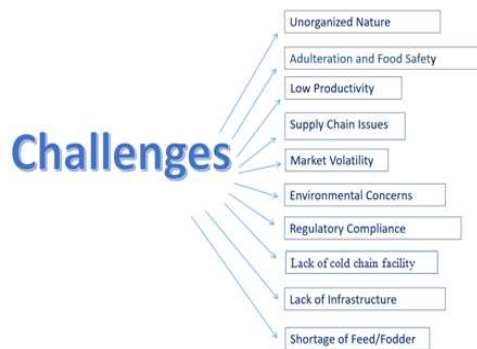 Unorganized Nature
Adulteration and Food Safety
Low Productivity
Supply Chain Issues
Challenges
Market Volatility
Environmental Concerns
Regulatory Compliance
Lack of cold chain facility
Lack of Infrastructure
Shortage of Feed/Fodder